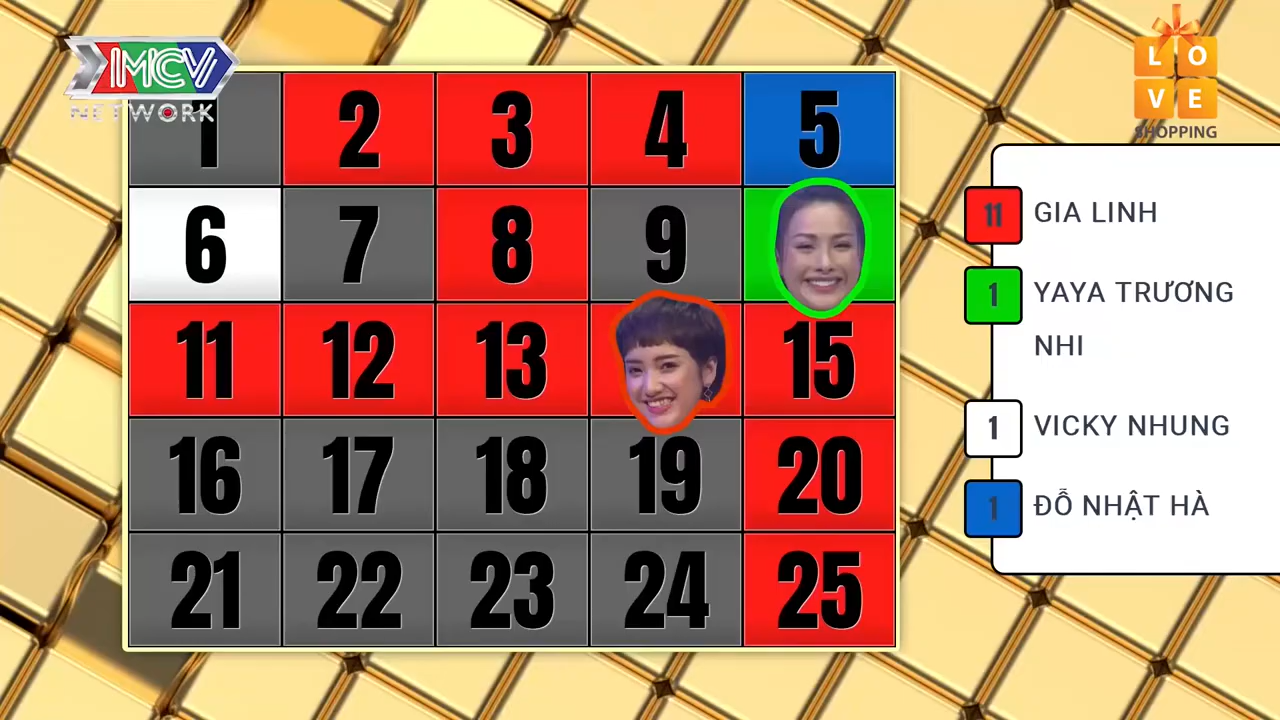 MCV
NETWORK
LO
VE
SHOPPING
1 2 3 4 5
6 7 8 9
11 12 13 15
16 17 18 19 20
21 22 23 24 25
11 GIA LINH
1 YAYA TRƯƠNG
NHI
1 VICKY NHUNG
1 ĐỖ NHẬT HÀ